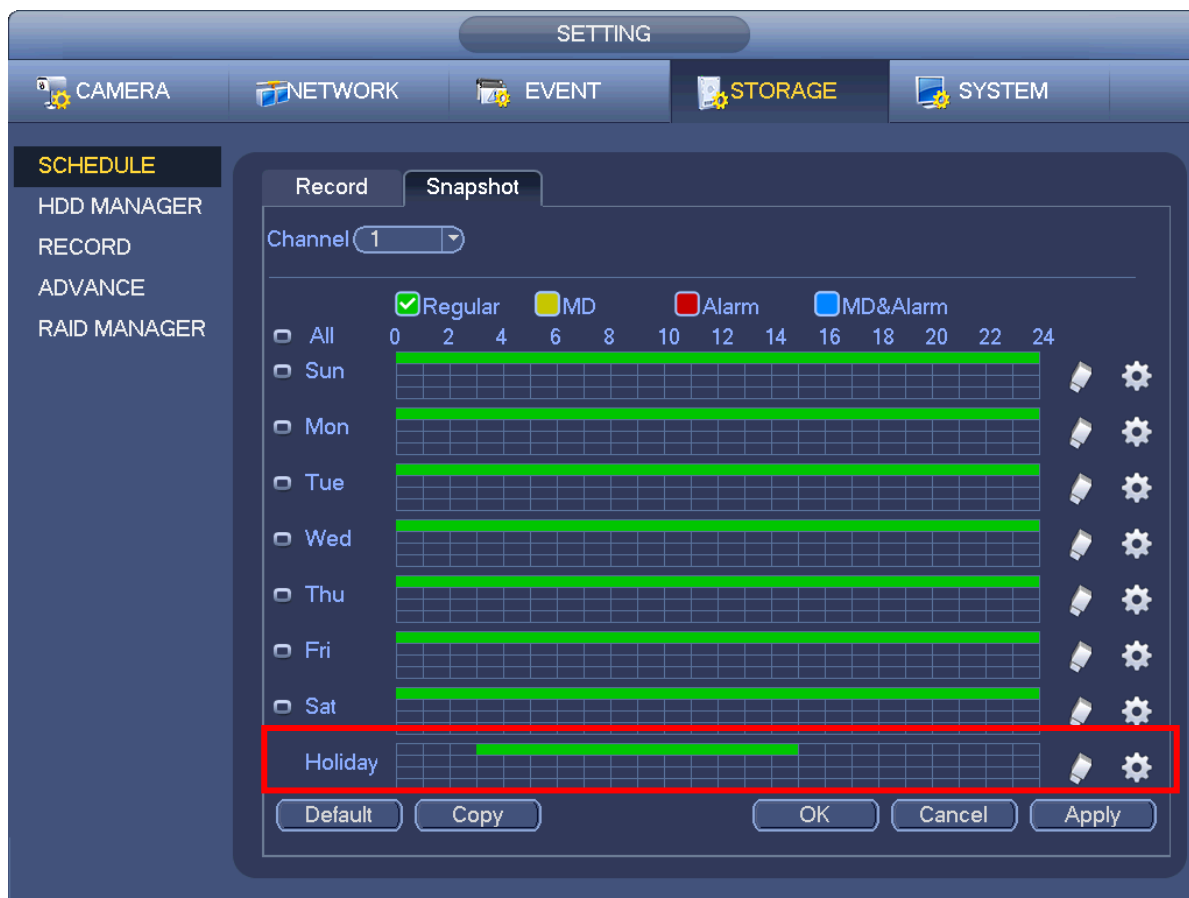 SETTING
CAMERA NETWORK EVENT STORAGE SYSTEM
SCHEDULE
HDD MANAGER
RECORD
ADVANCE
RAID MANAGER
Record Snapshot
Channel 1
Regular MD Alarm MD&Alarm
All 0 2 4 6 8 10 12 14 16 18 20 22 24
Sun
Mon
Tue
Wed
Thu
Fri
Sat
Holiday
Default Copy OK Cancel Apply